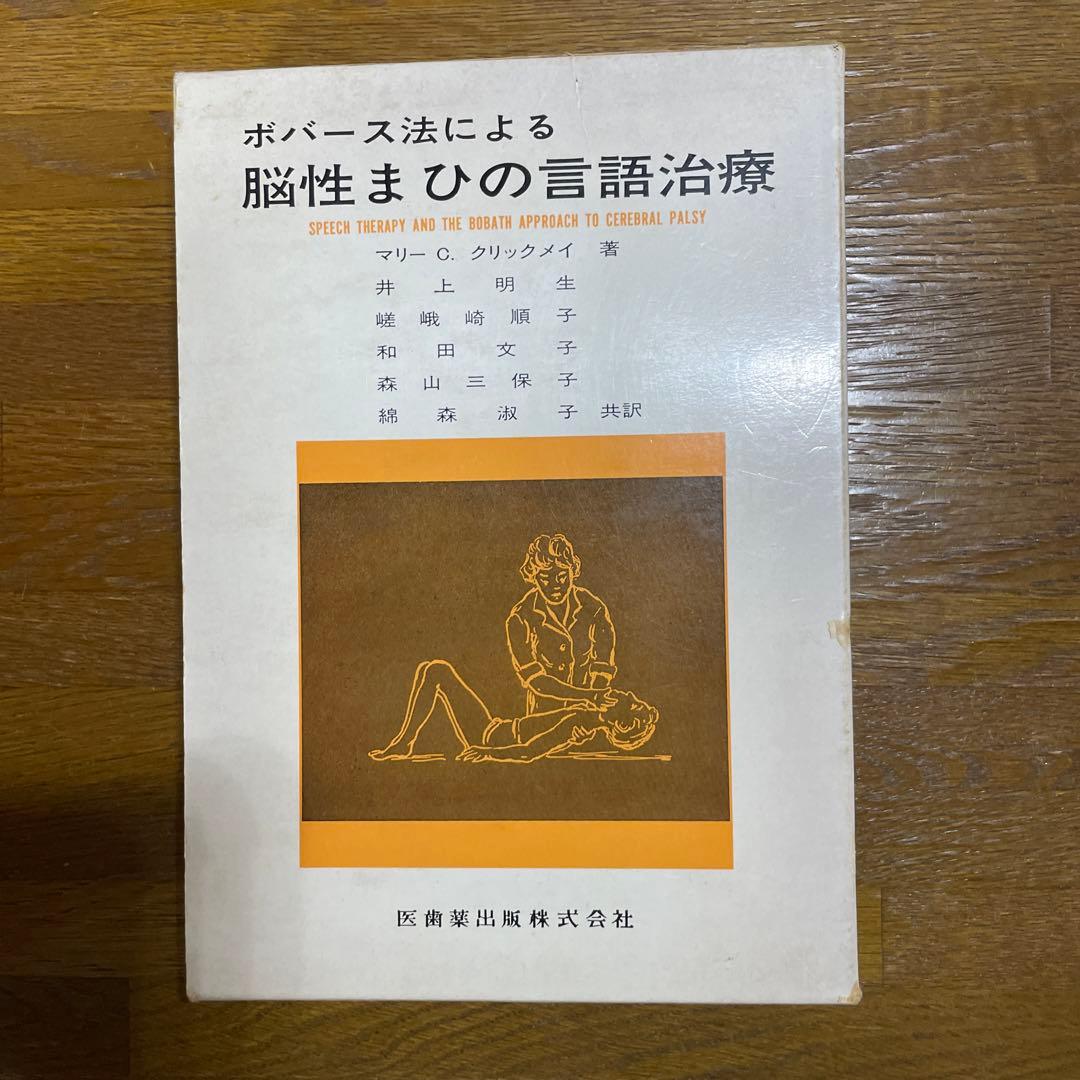 ボバース法による
脳性まひの言語治療
SPEECH THERAPY AND THE BOBATH APPROACH TO CEREBRAL PALSY
マリー C. クリックメイ 著
井上明生
嵯峨崎順子
和田文子
森山三保子
綿森淑子 共訳
医歯薬出版株式会社